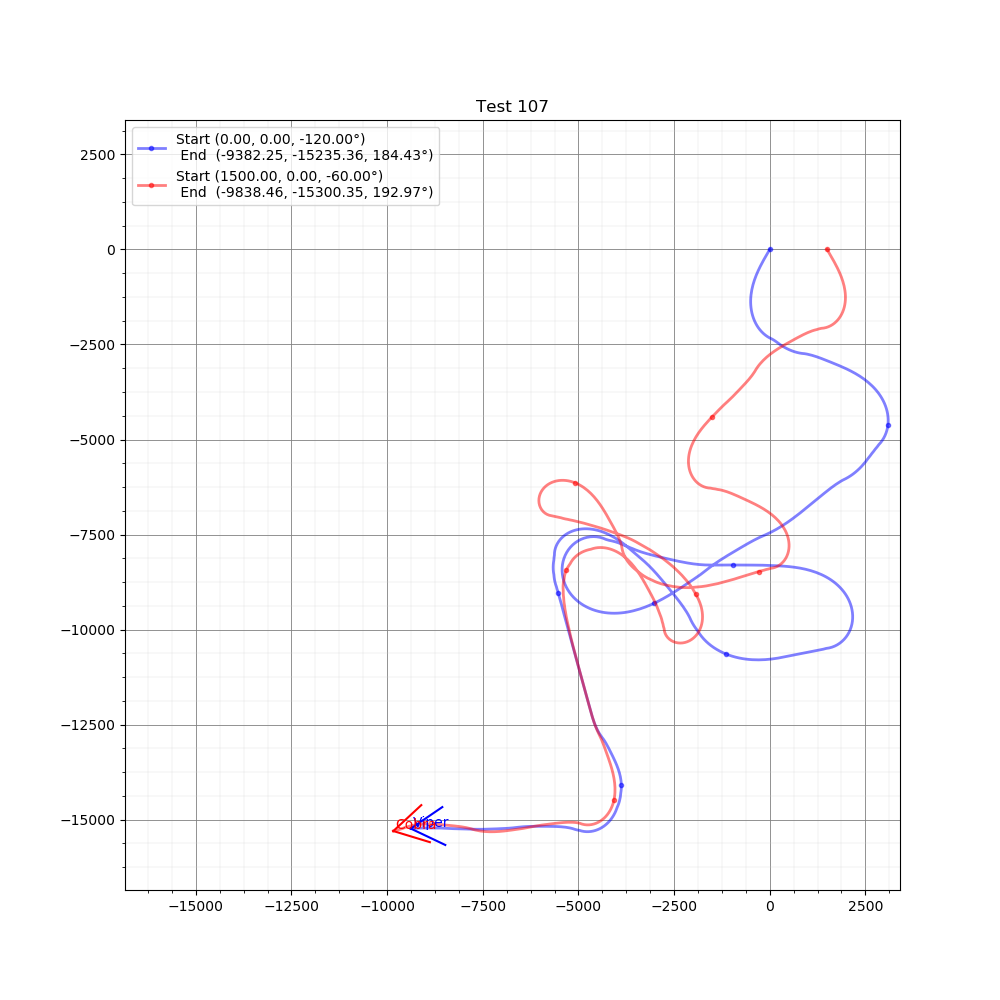 Test 107
Start (0.00, 0.00, -120.00°)
End (-9382.25, -15235.36, 184.43°)
Start (1500.00, 0.00, -60.00°)
End (-9838.46, -15300.35, 192.97°)
2500
0
−2500
−5000
−7500
−10000
−12500
−15000
Viper
−15000 −12500 −10000 −7500 −5000 −2500 0 2500